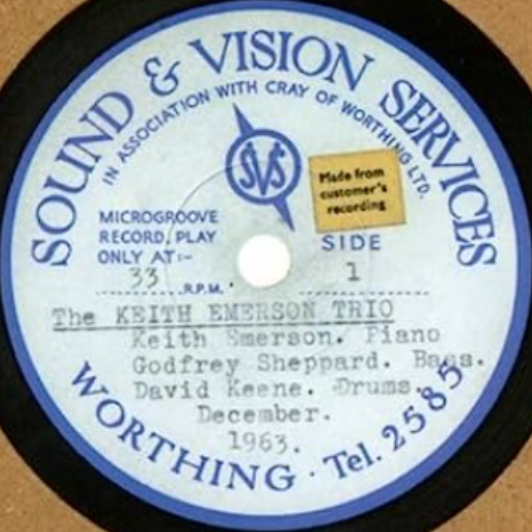 SOUND & VISION SERVICES
IN ASSOCIATION WITH CRAY OF WORTHING LTD.
SVS
Made from
customer's
recording
MICROGROOVE
RECORD, PLAY
ONLY AT:-
33 R.P.M.
SIDE
1
The KEITH EMERSON TRIO
Keith Emerson. Piano
Godfrey Sheppard. Bass.
David Keene. Drums.
December.
1963.
WORTHING · Tel. 2585